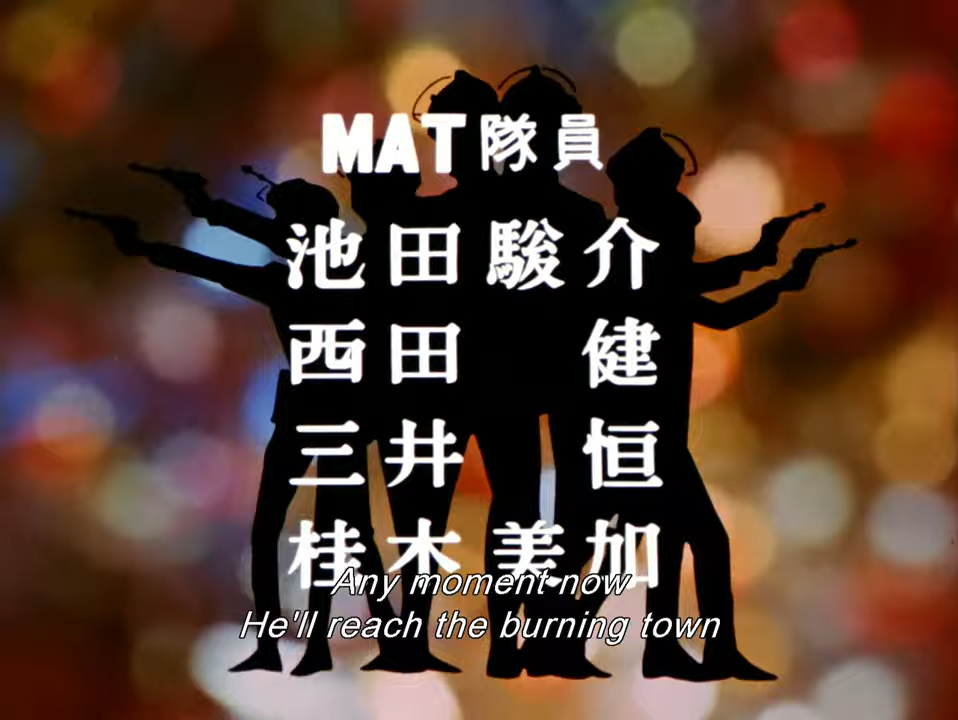 MAT隊員
池田駿介
西田 健
三井 恒
桂木美加
Any moment now
He'll reach the burning town